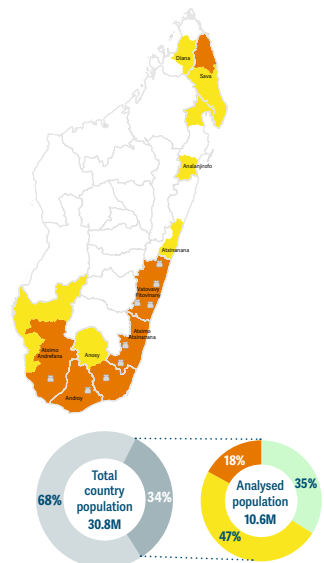 Diana
Sava
Analanjirofo
Atsinanana
Vatovavy
Fitovinany
Atsimo
Atsinanana
Atsimo
Andrefana
Anosy
Androy
68%
Total
country
population
30.8M
34%
18%
Analysed
population
10.6M
35%
47%